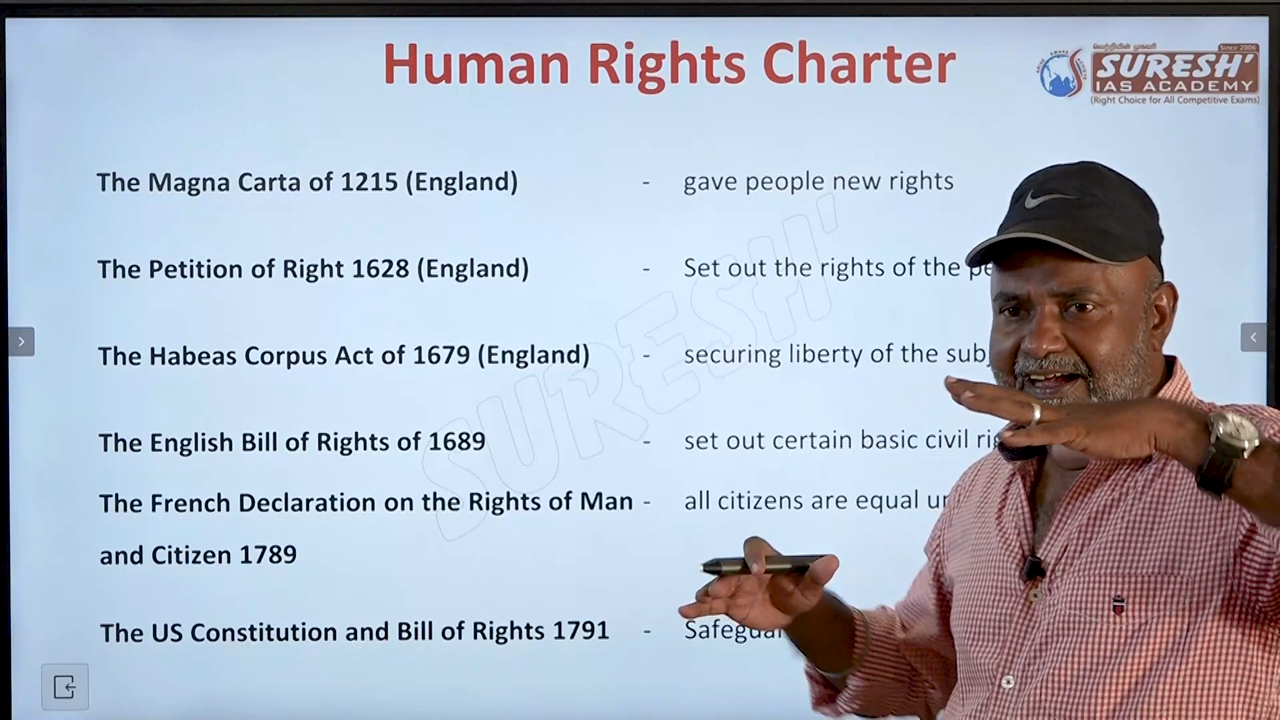 Human Rights Charter
Since 2006
SURESH'
IAS ACADEMY
(Right Choice for All Competitive Exams)
The Magna Carta of 1215 (England) - gave people new rights
The Petition of Right 1628 (England) - Set out the rights of the
The Habeas Corpus Act of 1679 (England) - securing liberty of the
The English Bill of Rights of 1689 - set out certain basic civil
The French Declaration on the Rights of Man - all citizens are equal
and Citizen 1789
The US Constitution and Bill of Rights 1791 -
SURESH'